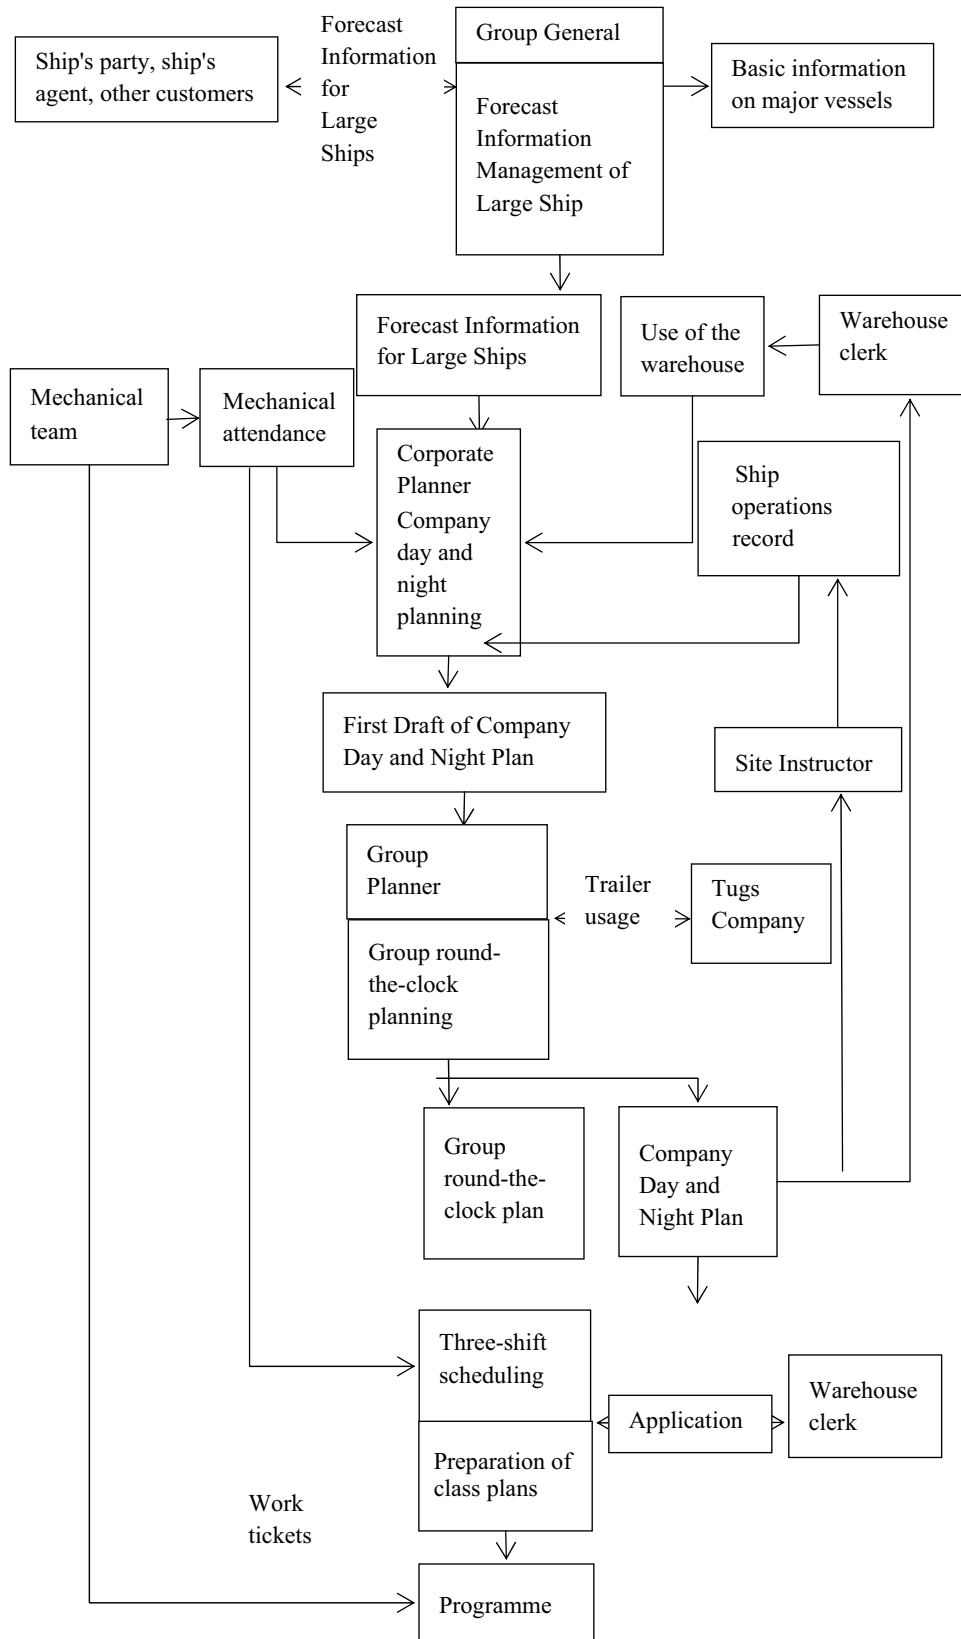 Ship's party, ship's
agent, other customers
Forecast
Information
for
Large
Ships
Group General
Forecast
Information
Management of
Large Ship
Basic information
on major vessels
Forecast Information
for Large Ships
Use of the
warehouse
Warehouse
clerk
Mechanical
team
Mechanical
attendance
Corporate
Planner
Company
day and
night
planning
Ship
operations
record
First Draft of Company
Day and Night Plan
Site Instructor
Group
Planner
Group round-
the-clock
planning
Trailer
usage
Tugs
Company
Group
round-the-
clock plan
Company
Day and
Night Plan
Three-shift
scheduling
Preparation of
class plans
Application
Warehouse
clerk
Work
tickets
Programme